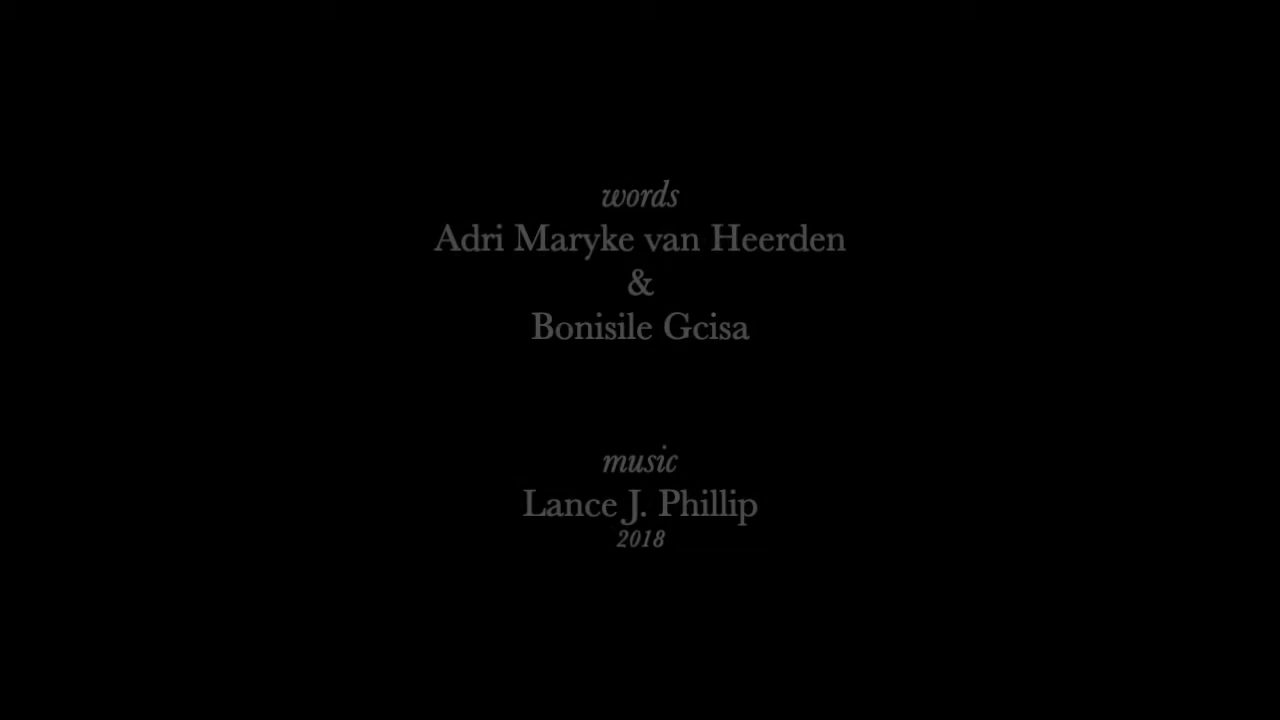 words
Adri Maryke van Heerden
&
Bonisile Gcisa
music
Lance J. Phillip
2018